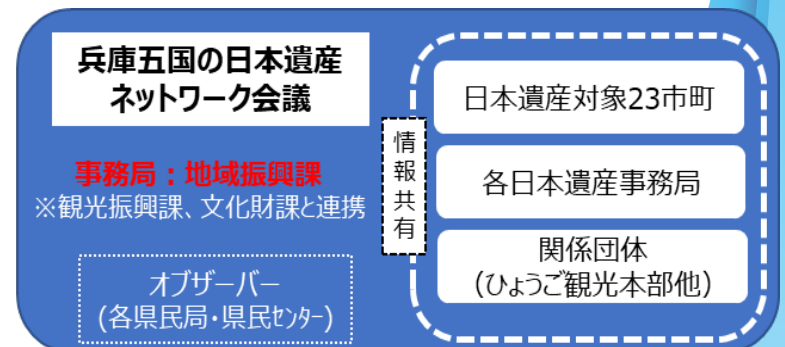 兵庫五国の日本遺産
ネットワーク会議
事務局：地域振興課
※観光振興課、文化財課と連携
オブザーバー
(各県民局・県民センター)
情報共有
日本遺産対象23市町
各日本遺産事務局
関係団体
(ひょうご観光本部他)